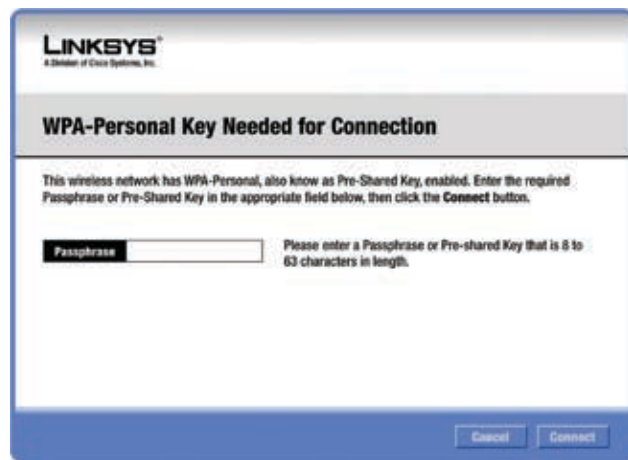 LINKSYS®
A Division of Cisco Systems, Inc.
WPA-Personal Key Needed for Connection
This wireless network has WPA-Personal, also know as Pre-Shared Key, enabled. Enter the required
Passphrase or Pre-Shared Key in the appropriate field below, then click the Connect button.
Passphrase
Please enter a Passphrase or Pre-shared Key that is 8 to
63 characters in length.
Cancel
Connect